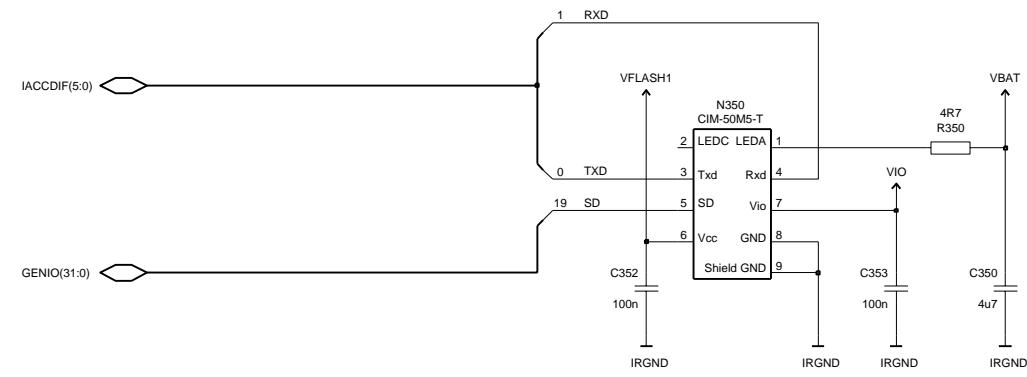 1 RXD
IACCDIF(5:0)
VFLASH1
VBAT
N350
CIM-50M5-T
4R7
R350
2 LEDC LEDA 1
0 TXD 3 Txd Rxd 4
VIO
19 SD 5 SD Vio 7
6 Vcc GND 8
GENIO(31:0)
Shield GND 9
C352
100n
C353
100n
C350
4u7
IRGND
IRGND
IRGND
IRGND